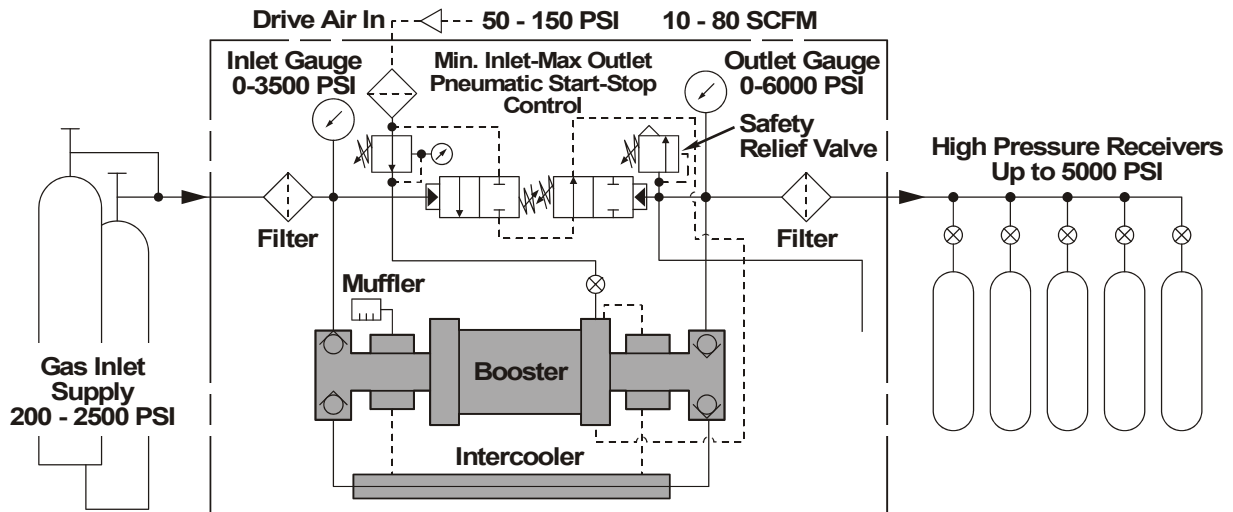 Drive Air In
50 - 150 PSI
10 - 80 SCFM
Inlet Gauge
0-3500 PSI
Min. Inlet-Max Outlet
Pneumatic Start-Stop
Control
Outlet Gauge
0-6000 PSI
Safety
Relief Valve
High Pressure Receivers
Up to 5000 PSI
Filter
Filter
Muffler
Gas Inlet
Supply
200 - 2500 PSI
Booster
Intercooler